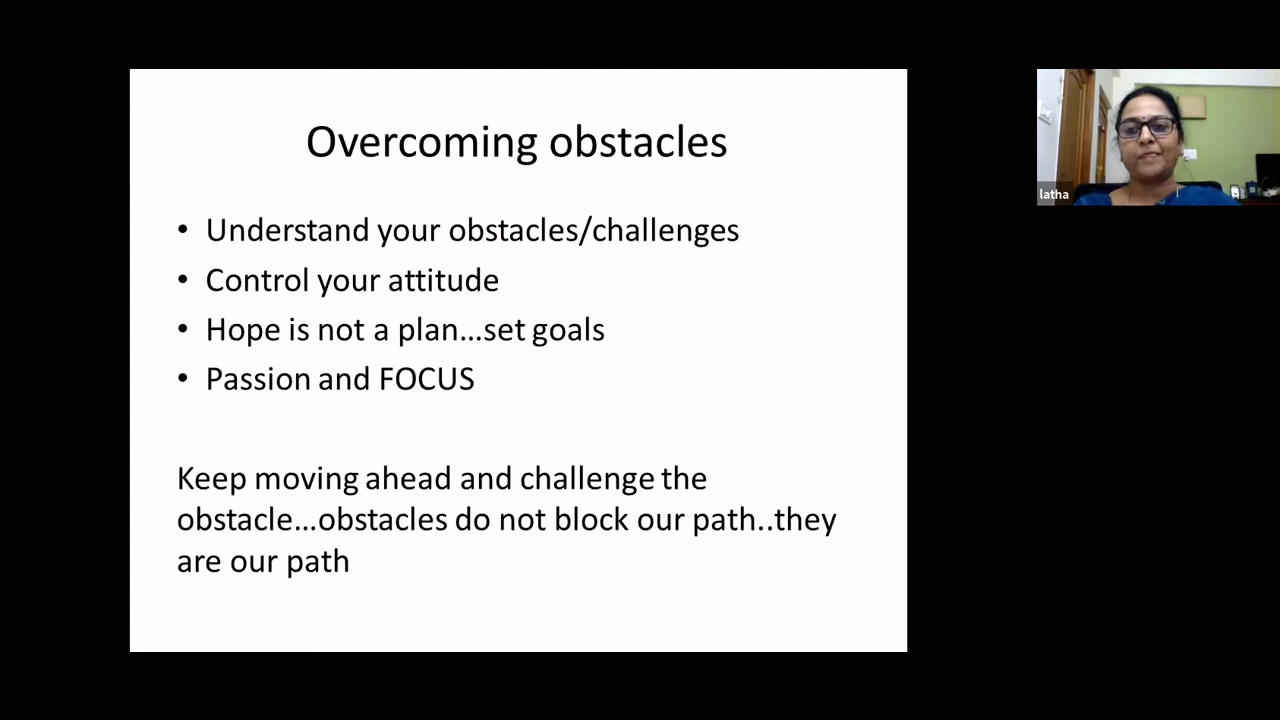 Overcoming obstacles
• Understand your obstacles/challenges
• Control your attitude
• Hope is not a plan…set goals
• Passion and FOCUS
Keep moving ahead and challenge the
obstacle…obstacles do not block our path..they
are our path
latha